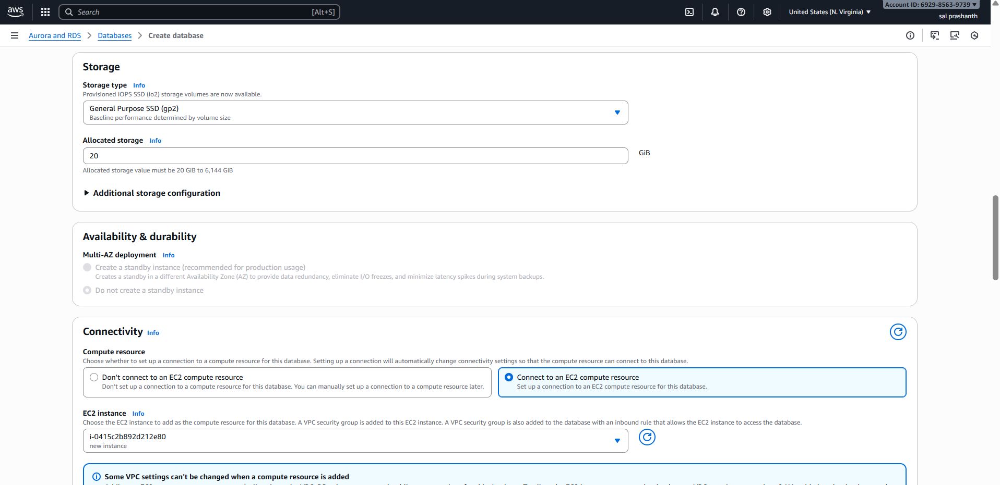 aws
Search
[Alt+S]
United States (N. Virginia)
Account ID: 6929-8563-9739
sai prashanth
Aurora and RDS
Databases
Create database
Storage
Storage type Info
Provisioned IOPS SSD (io2) storage volumes are now available.
General Purpose SSD (gp2)
Baseline performance determined by volume size
Allocated storage Info
20
GiB
Allocated storage value must be 20 GiB to 6,144 GiB
Additional storage configuration
Availability & durability
Multi-AZ deployment Info
Create a standby instance (recommended for production usage)
Creates a standby in a different Availability Zone (AZ) to provide data redundancy, eliminate I/O freezes, and minimize latency spikes during system backups.
Do not create a standby instance
Connectivity Info
Compute resource
Choose whether to set up a connection to a compute resource for this database. Setting up a connection will automatically change connectivity settings so that the compute resource can connect to this database.
Don't connect to an EC2 compute resource
Don't set up a connection to a compute resource for this database. You can manually set up a connection to a compute resource later.
Connect to an EC2 compute resource
Set up a connection to an EC2 compute resource for this database.
EC2 instance Info
Choose the EC2 instance to add as the compute resource for this database. A VPC security group is added to this EC2 instance. A VPC security group is also added to the database with an inbound rule that allows the EC2 instance to access the database.
i-0415c2b892d212e80
new instance
Some VPC settings can't be changed when a compute resource is added